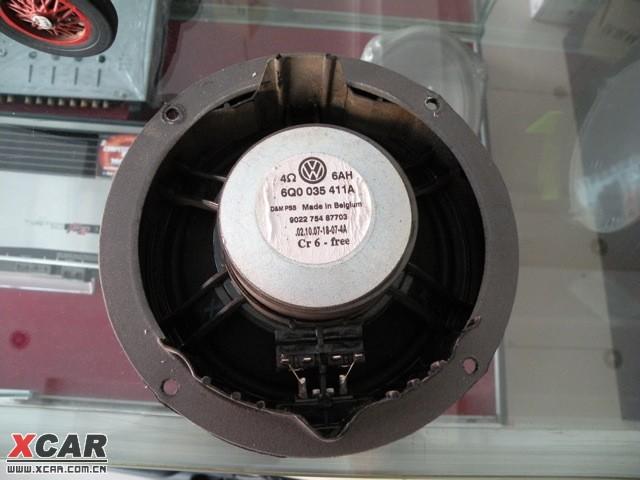 4Ω 6AH
6Q0 035 411A
D&M PSS Made in Belgium
9022 754 87703
.02.10.07-18-07-4A
Cr 6 - free
XCAR
WWW.XCAR.COM.CN